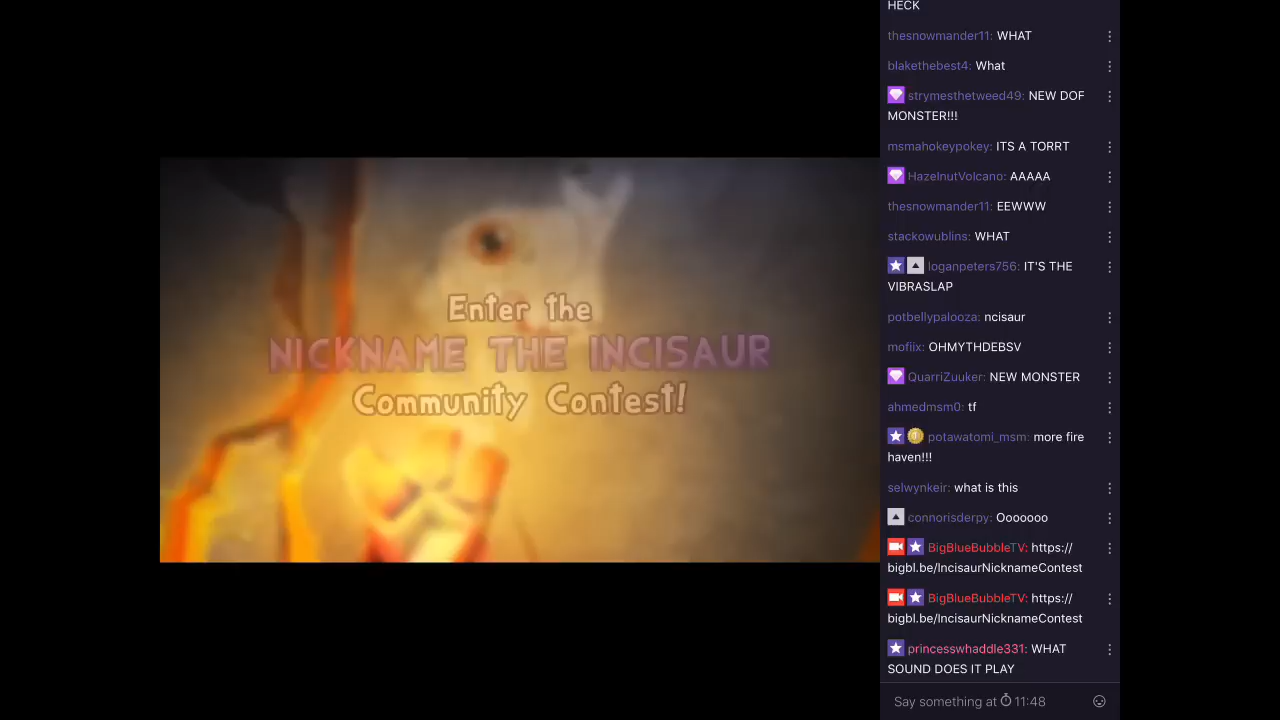 Enter the
NICKNAME THE INCISAUR
Community Contest!
HECK
thesnowmander11: WHAT
blakethebest4: What
strymesthetweed49: NEW DOF
MONSTER!!!
msmahokeypokey: ITS A TORRT
HazelnutVolcano: AAAAA
thesnowmander11: EEWWW
stackowublins: WHAT
loganpeters756: IT'S THE
VIBRASLAP
potbellypalooza: ncisaur
mofiix: OHMYTHDEBSV
QuarriZuuker: NEW MONSTER
ahmedmsm0: tf
potawatomi_msm: more fire
haven!!!
selwynkeir: what is this
connorisderpy: Ooooooo
BigBlueBubbleTV: https://
bigbl.be/IncisaurNicknameContest
BigBlueBubbleTV: https://
bigbl.be/IncisaurNicknameContest
princesswhaddle331: WHAT
SOUND DOES IT PLAY
Say something at 11:48